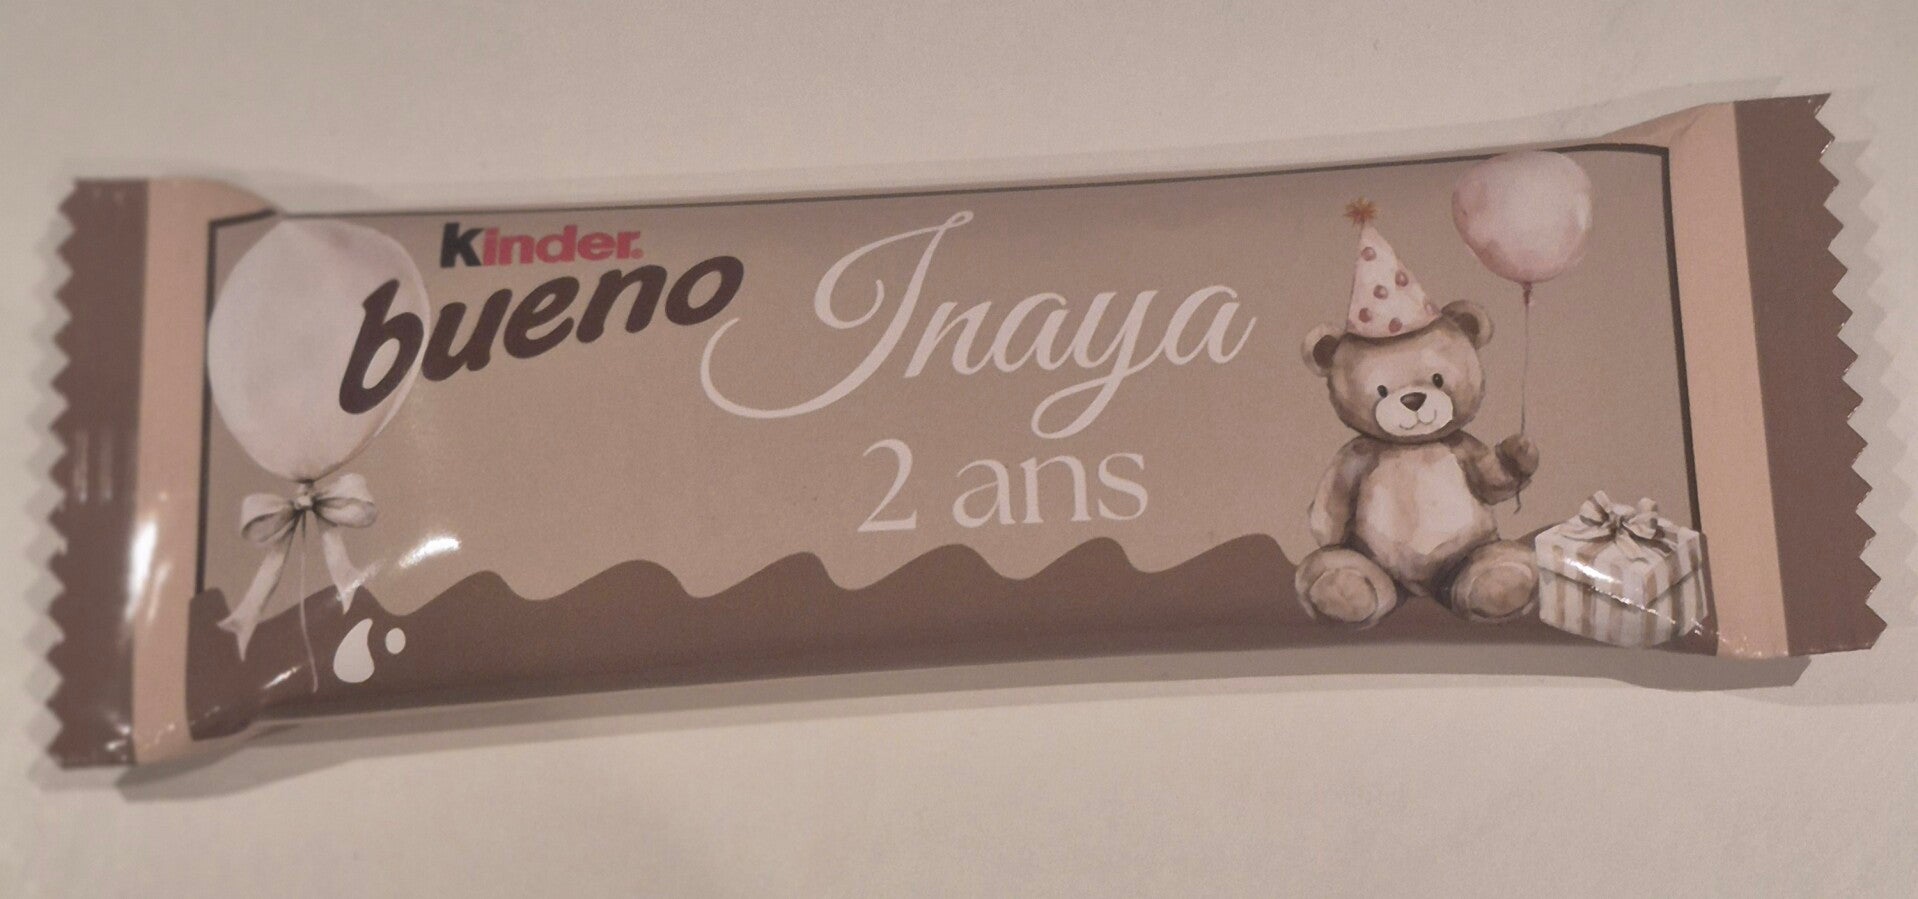 kinder
bueno
Inaya
2 ans